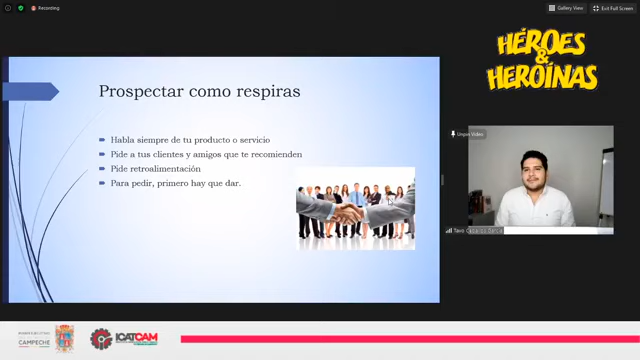 Recording
Gallery View
Exit Full Screen
HÉROES
&
HEROÍNAS
Prospectar como respiras
Habla siempre de tu producto o servicio
Pide a tus clientes y amigos que te recomienden
Pide retroalimentación
Para pedir, primero hay que dar.
Unpin Video
Tavo
CAMPECHE
ICATCAM